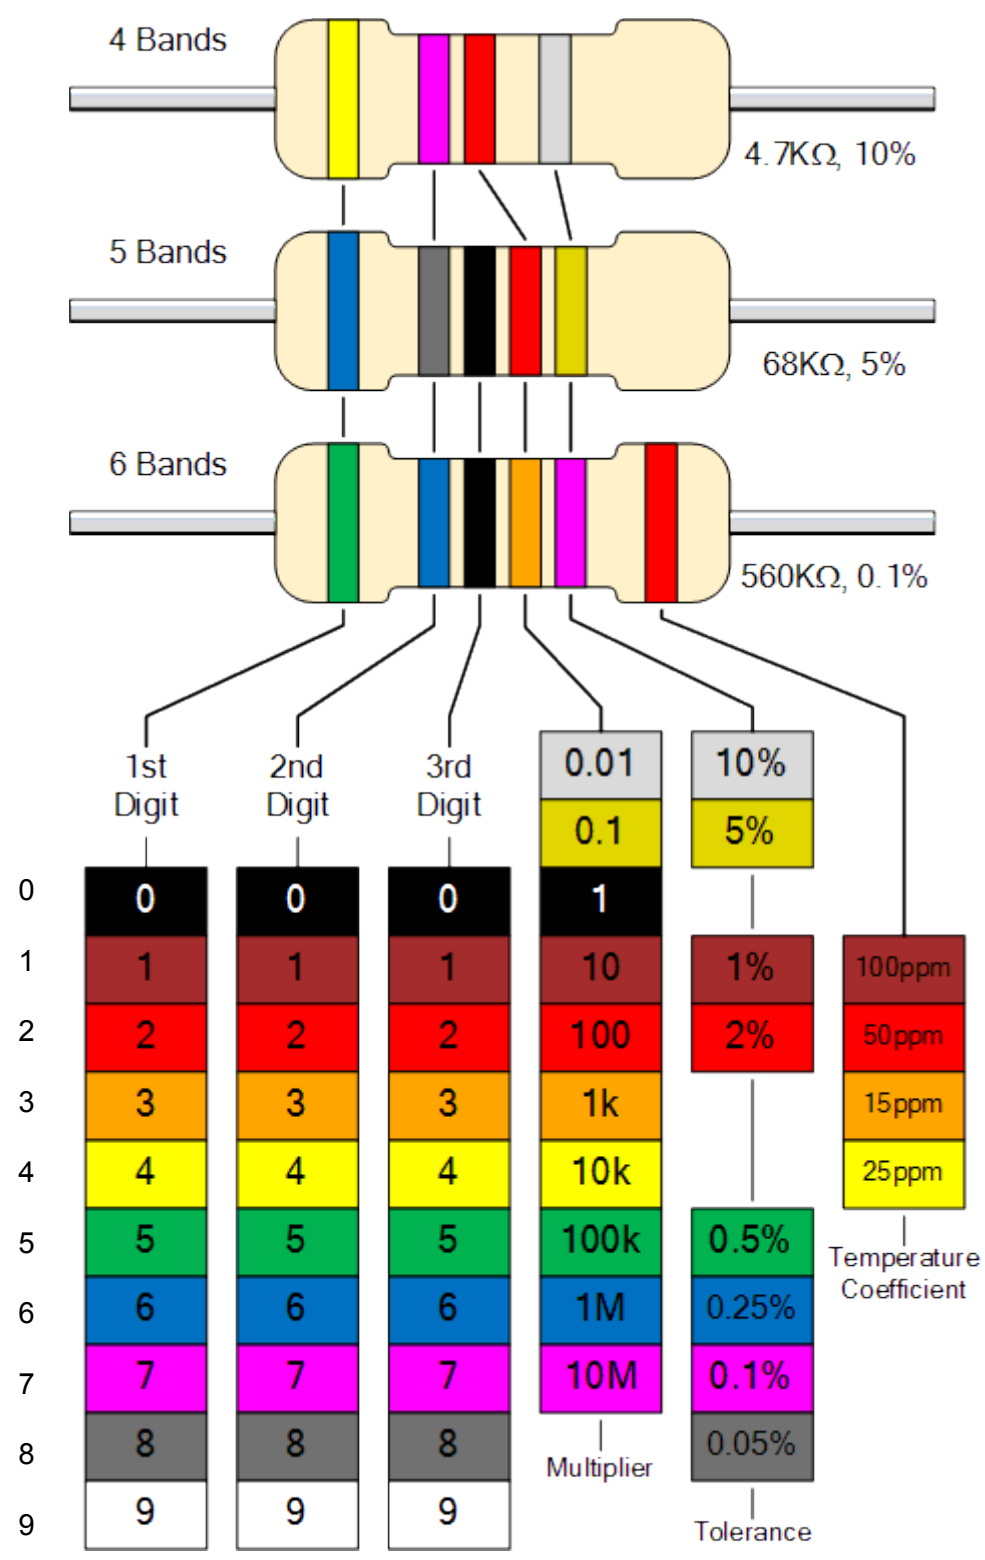 4 Bands
4.7KΩ, 10%
5 Bands
68KΩ, 5%
6 Bands
560KΩ, 0.1%
1st
Digit
2nd
Digit
3rd
Digit
0.01 10%
0.1 5%
0 0 0 0 1
1 1 1 1 10 1% 100ppm
2 2 2 2 100 2% 50ppm
3 3 3 3 1k 15ppm
4 4 4 4 10k 25ppm
5 5 5 5 100k 0.5%
Temperature
Coefficient
6 6 6 6 1M 0.25%
7 7 7 7 10M 0.1%
8 8 8 8 0.05%
Multiplier
9 9 9 9
Tolerance